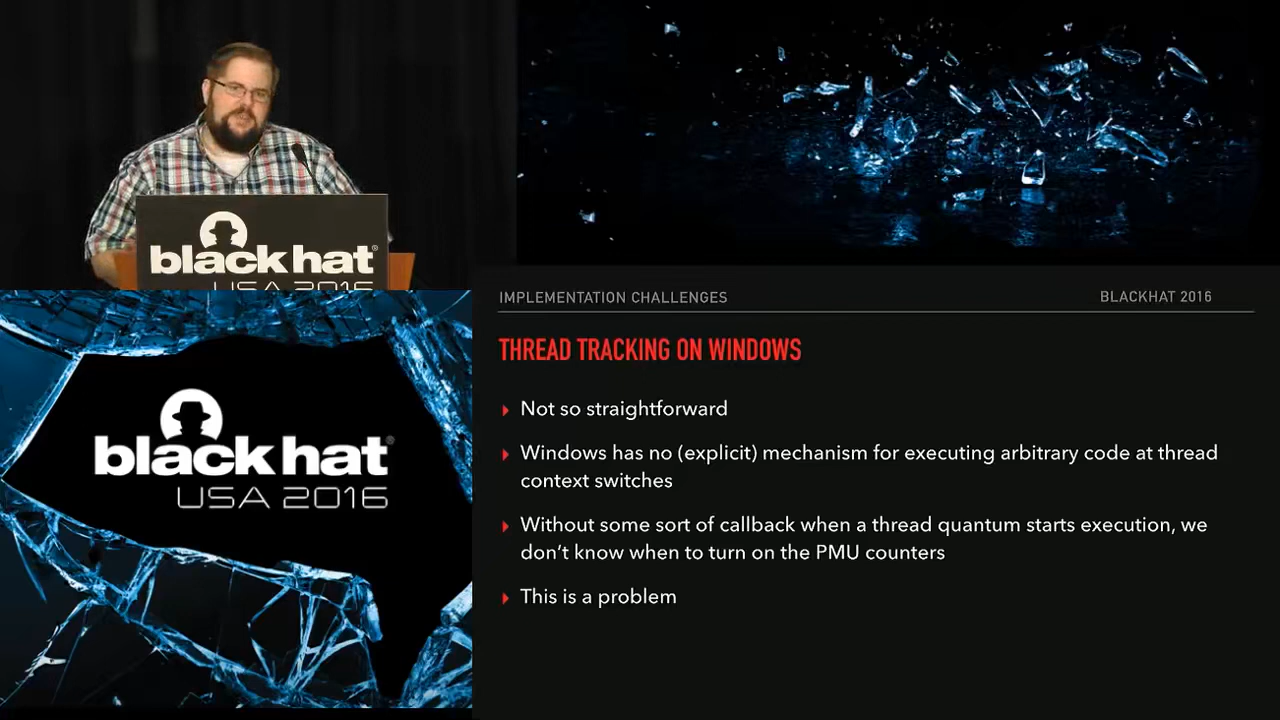 black hat
USA 2016
black hat
USA 2016
IMPLEMENTATION CHALLENGES
BLACKHAT 2016
THREAD TRACKING ON WINDOWS
Not so straightforward
Windows has no (explicit) mechanism for executing arbitrary code at thread
context switches
Without some sort of callback when a thread quantum starts execution, we
don’t know when to turn on the PMU counters
This is a problem